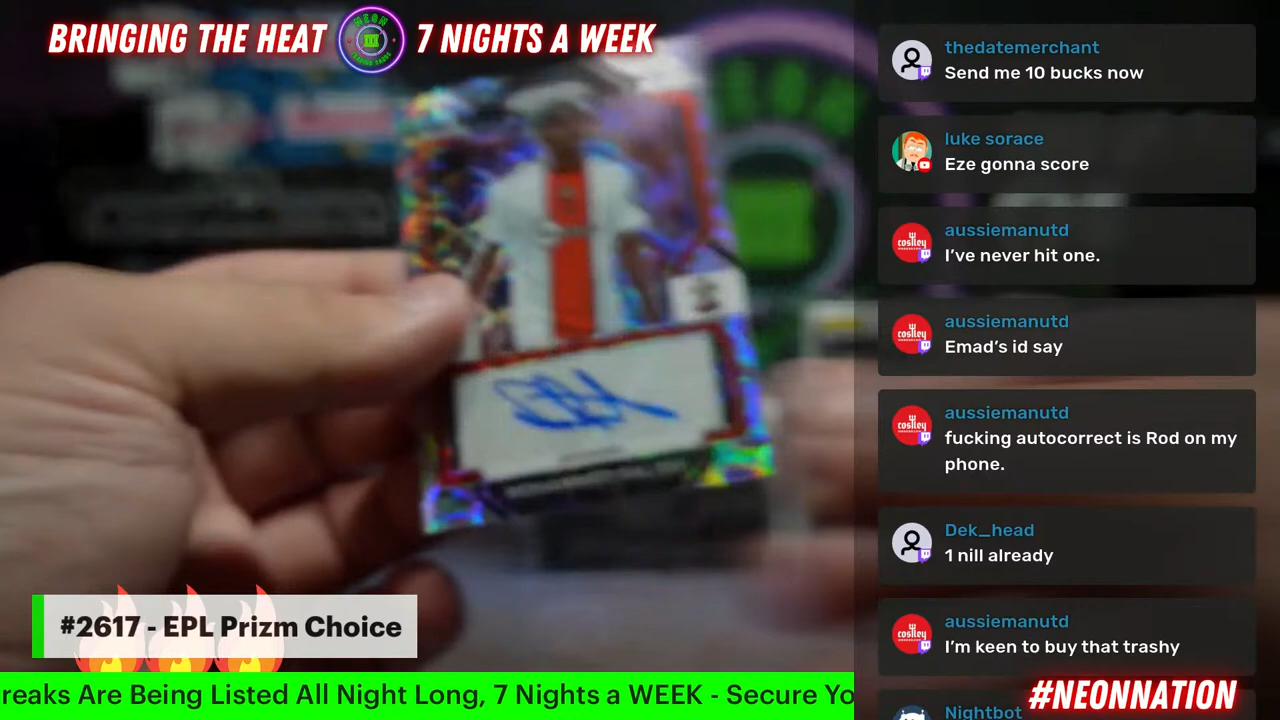 BRINGING THE HEAT
NEON
7 NIGHTS A WEEK
thedatemerchant
Send me 10 bucks now
luke sorace
Eze gonna score
aussiemanutd
I've never hit one.
aussiemanutd
Emad's id say
aussiemanutd
fucking autocorrect is Rod on my
phone.
Dek_head
1 nill already
aussiemanutd
I'm keen to buy that trashy
Nightbot
#NEONNATION
#2617 - EPL Prizm Choice
reaks Are Being Listed All Night Long, 7 Nights a WEEK - Secure Yo